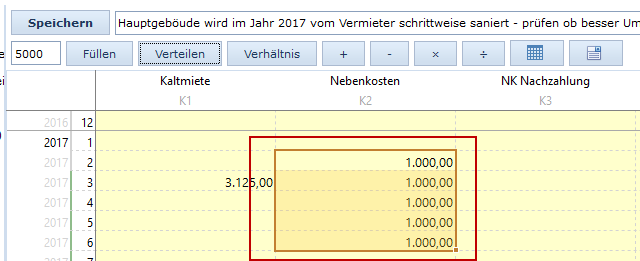 Speichern Hauptgebäude wird im Jahr 2017 vom Vermieter schrittweise saniert - prüfen ob besser Um
5000 Füllen Verteilen Verhältnis + - × ÷
Kaltmiete Nebenkosten NK Nachzahlung
K1 K2 K3
2016 12
2017 1
2017 2 1.000,00
2017 3 3.125,00 1.000,00
2017 4 1.000,00
2017 5 1.000,00
2017 6 1.000,00